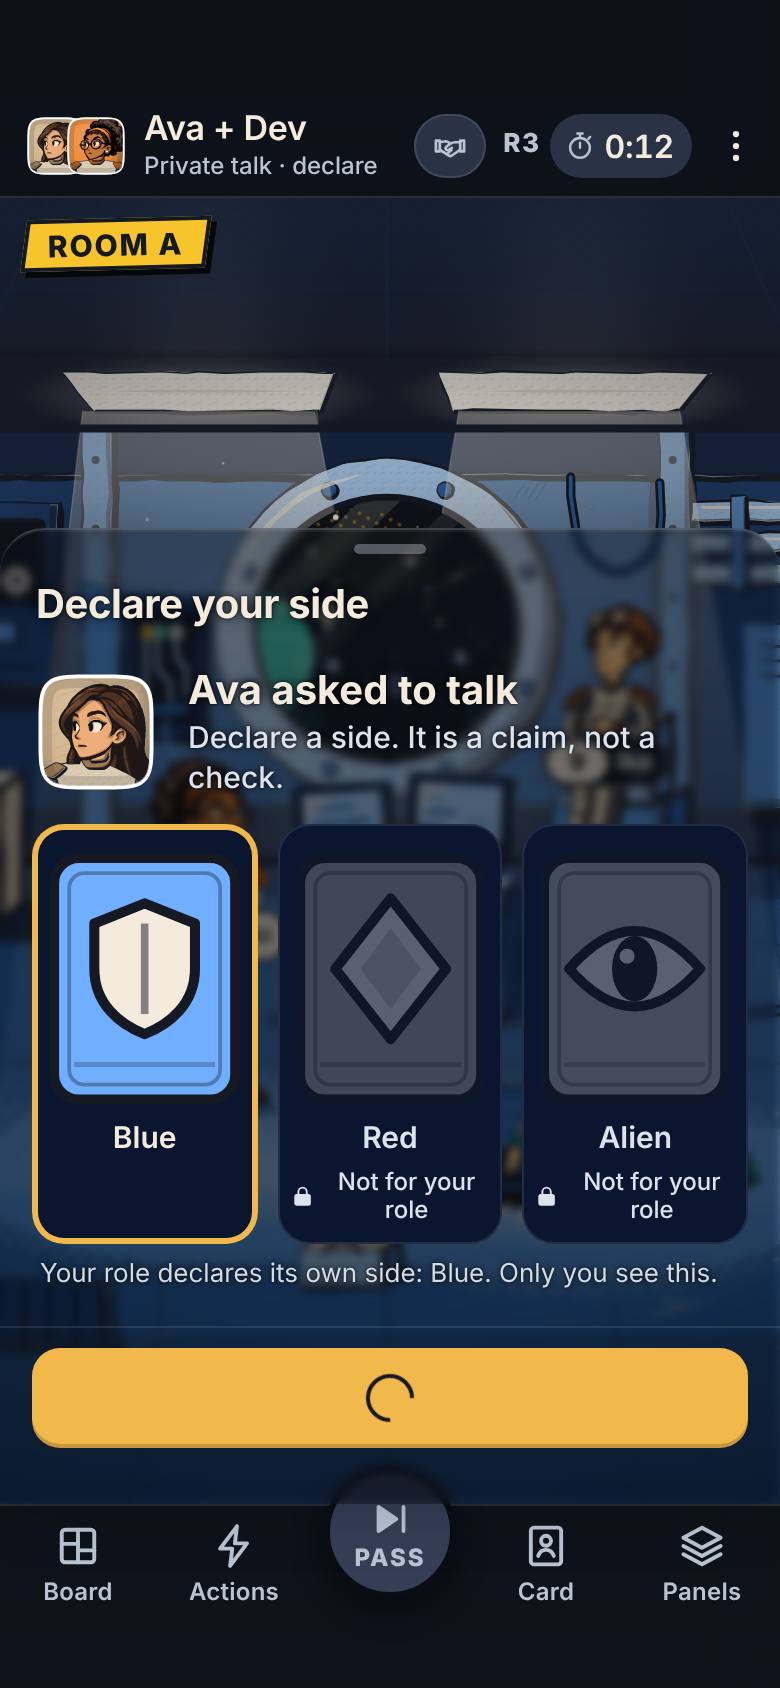 Ava + Dev
Private talk · declare
R3
0:12
ROOM A
Declare your side
Ava asked to talk
Declare a side. It is a claim, not a
check.
Blue
Red
Not for your
role
Alien
Not for your
role
Your role declares its own side: Blue. Only you see this.
Board
Actions
PASS
Card
Panels